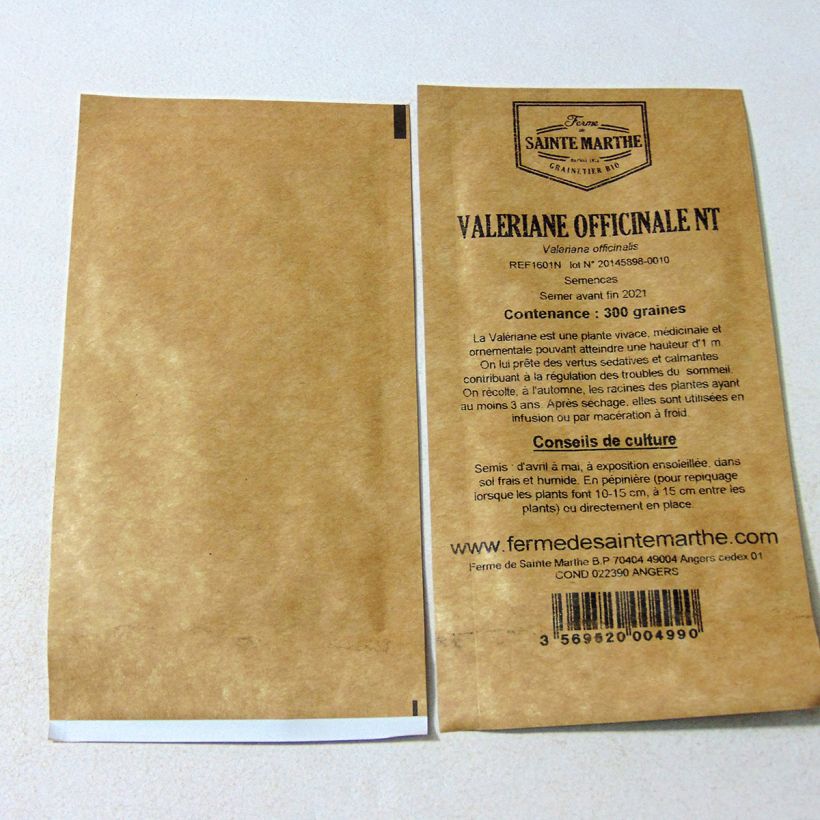 Ferme
de
SAINTE MARTHE
DEPUIS 1974
GRAINETIER BIO
VALERIANE OFFICINALE NT
Valeriana officinalis
REF1601N lot N° 20145898-0010
Semences
Semer avant fin 2021
Contenance : 300 graines
La Valériane est une plante vivace, médicinale et
ornementale pouvant atteindre une hauteur d'1 m.
On lui prête des vertus sédatives et calmantes
contribuant à la régulation des troubles du sommeil.
On récolte, à l'automne, les racines des plantes ayant
au moins 3 ans. Après séchage, elles sont utilisées en
infusion ou par macération à froid.
Conseils de culture
Semis : d'avril à mai, à exposition ensoleillée, dans
sol frais et humide. En pépinière (pour repiquage
lorsque les plants font 10-15 cm, à 15 cm entre les
plants) ou directement en place.
www.fermedesaintemarthe.com
Ferme de Sainte Marthe B.P 70404 49004 Angers cedex 01
COND 022390 ANGERS
3 569620 004990